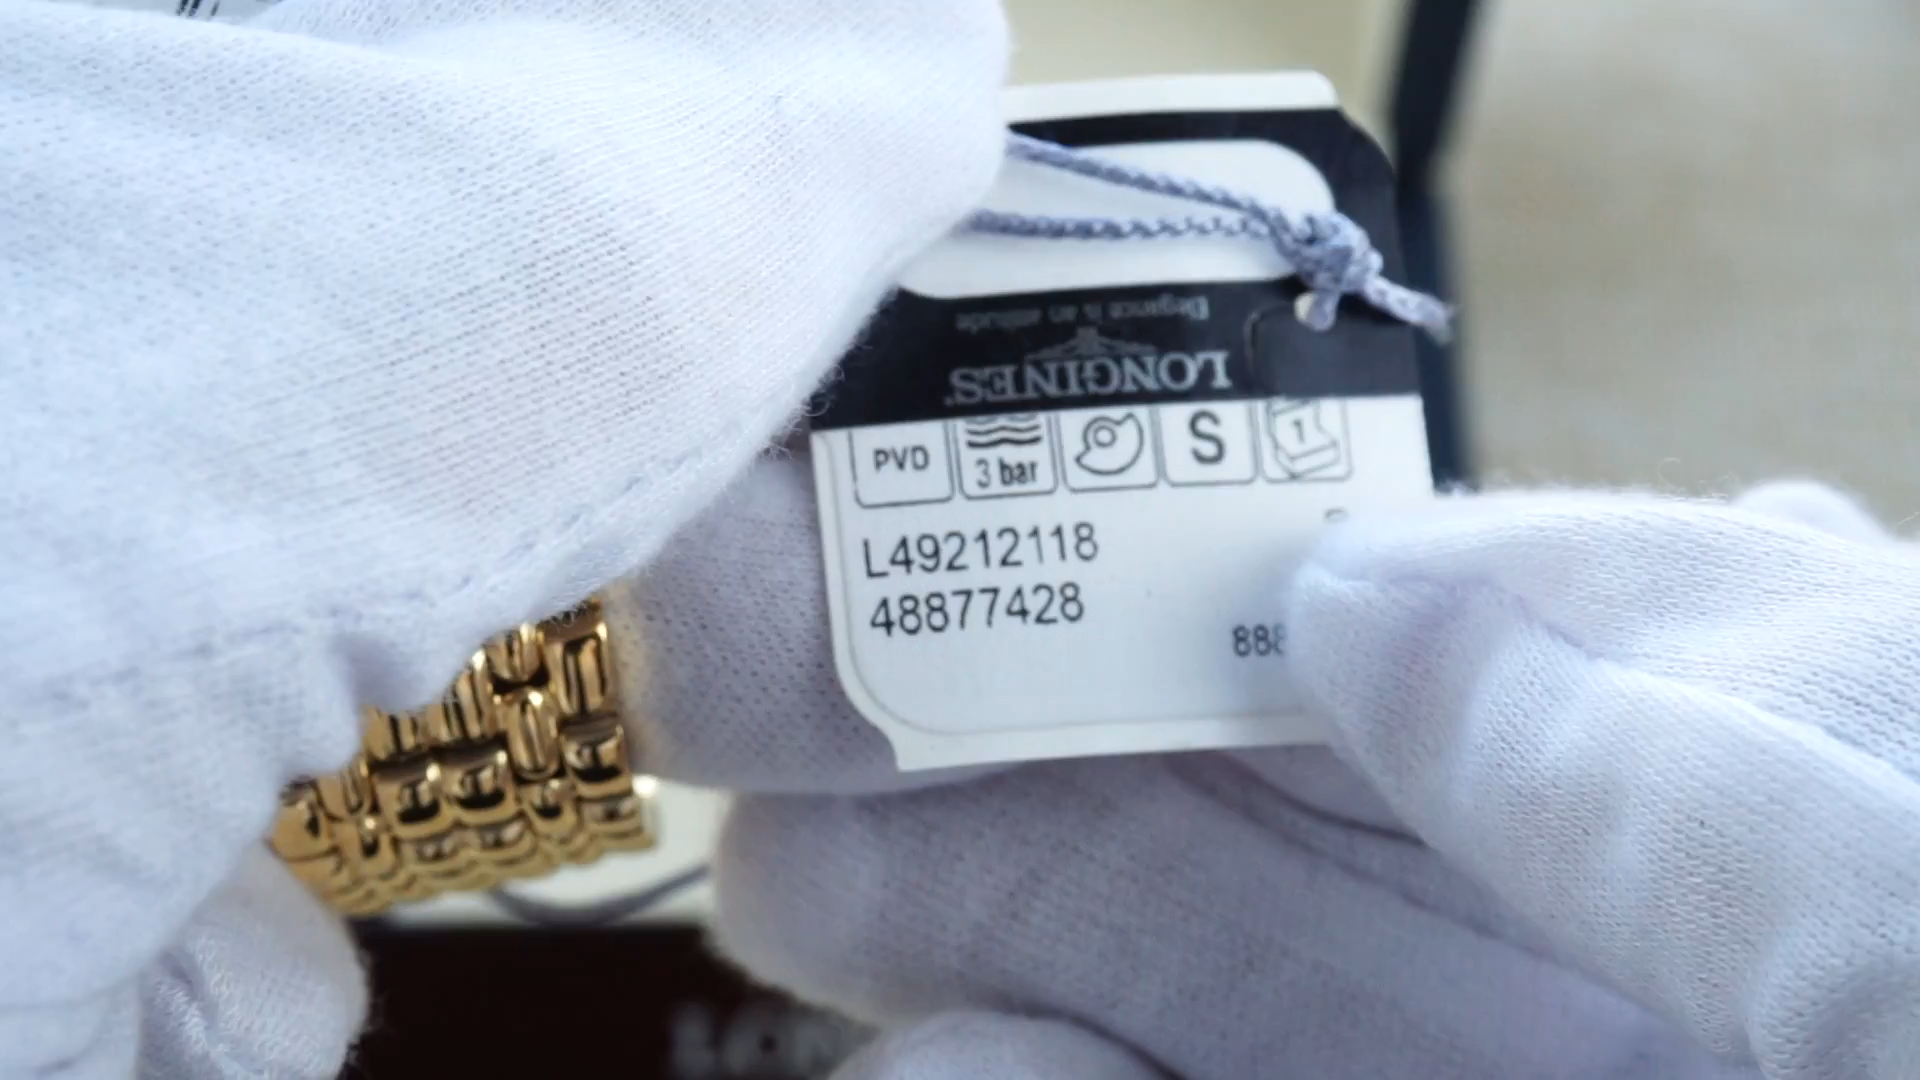 Elegance is an attitude
LONGINES
PVD
3 bar
S
1
L49212118
48877428
888